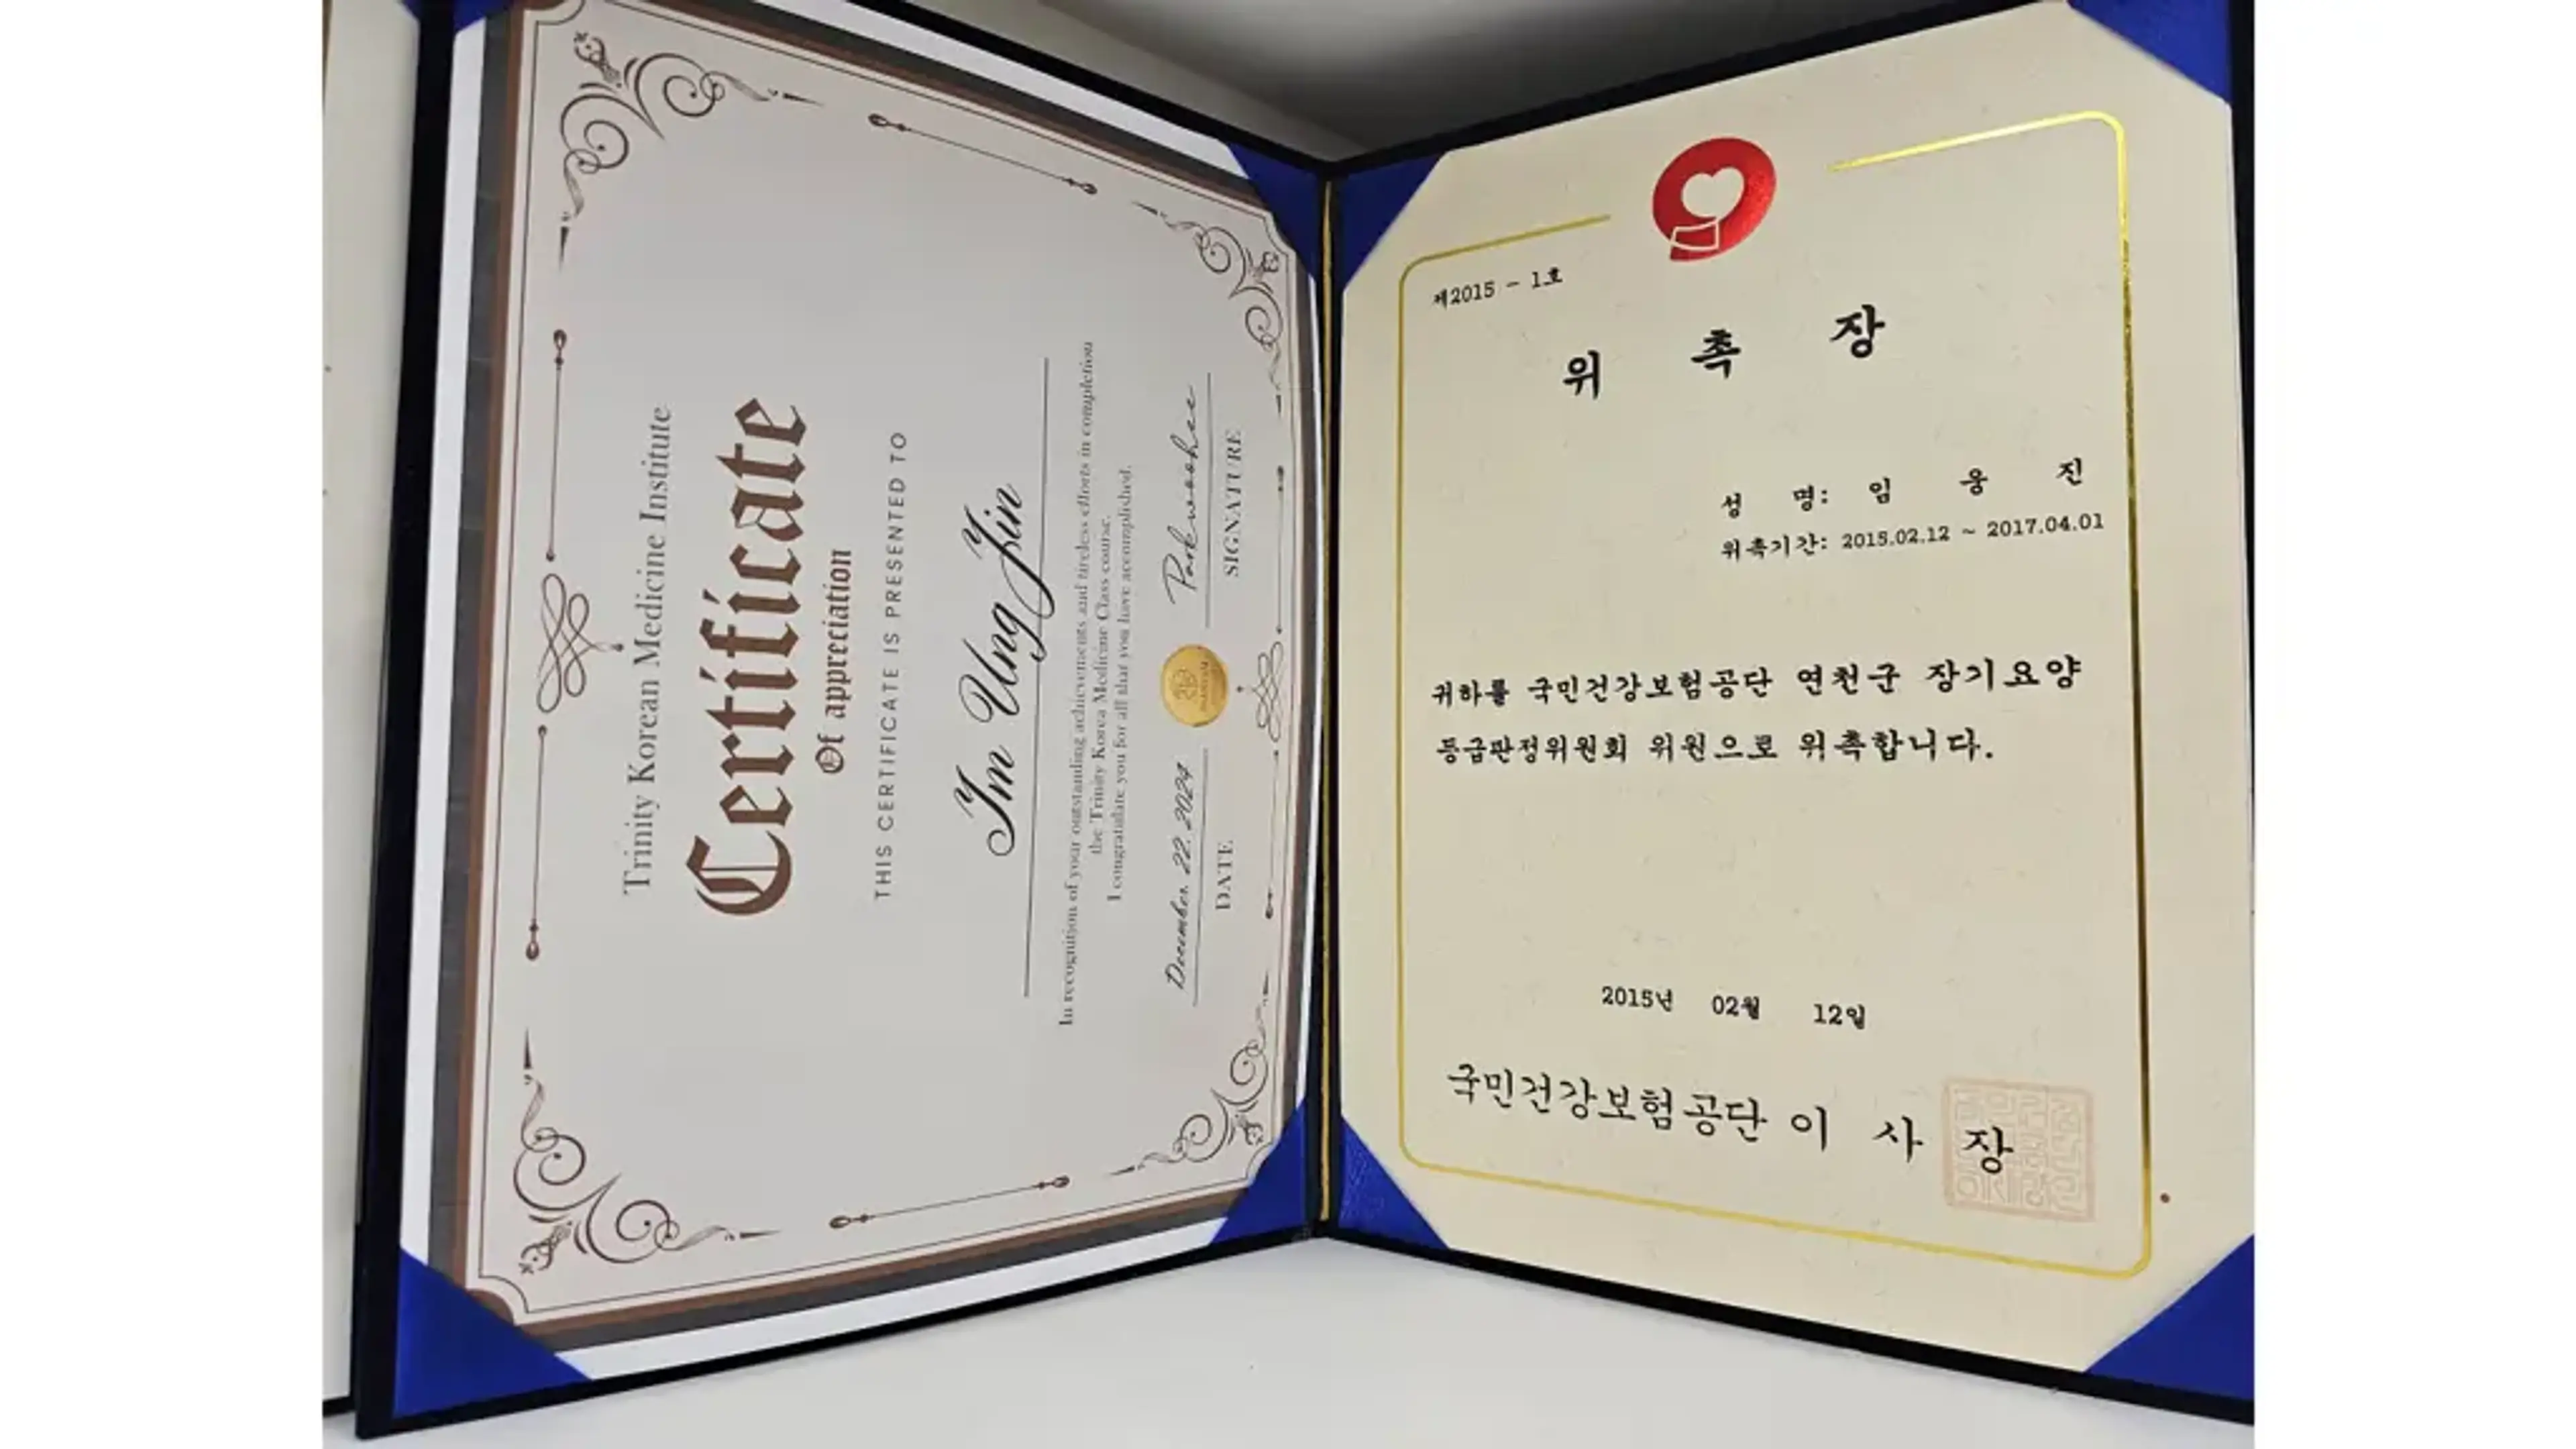 Trinity Korean Medicine Institute
Certificate
Of appreciation
THIS CERTIFICATE IS PRESENTED TO
Im Ung Jin
In recognition of your outstanding achievements and tireless efforts in completion
the Trinity Korea Medicine Class course.
I congratulate you for all that you have accomplished.
December. 22. 2024
DATE
Parkwoohee
SIGNATURE
제2015 - 1호
위 촉 장
성 명: 임 웅 진
위촉기간: 2015.02.12 ~ 2017.04.01
귀하를 국민건강보험공단 연천군 장기요양
등급판정위원회 위원으로 위촉합니다.
2015년 02월 12일
국민건강보험공단 이 사 장